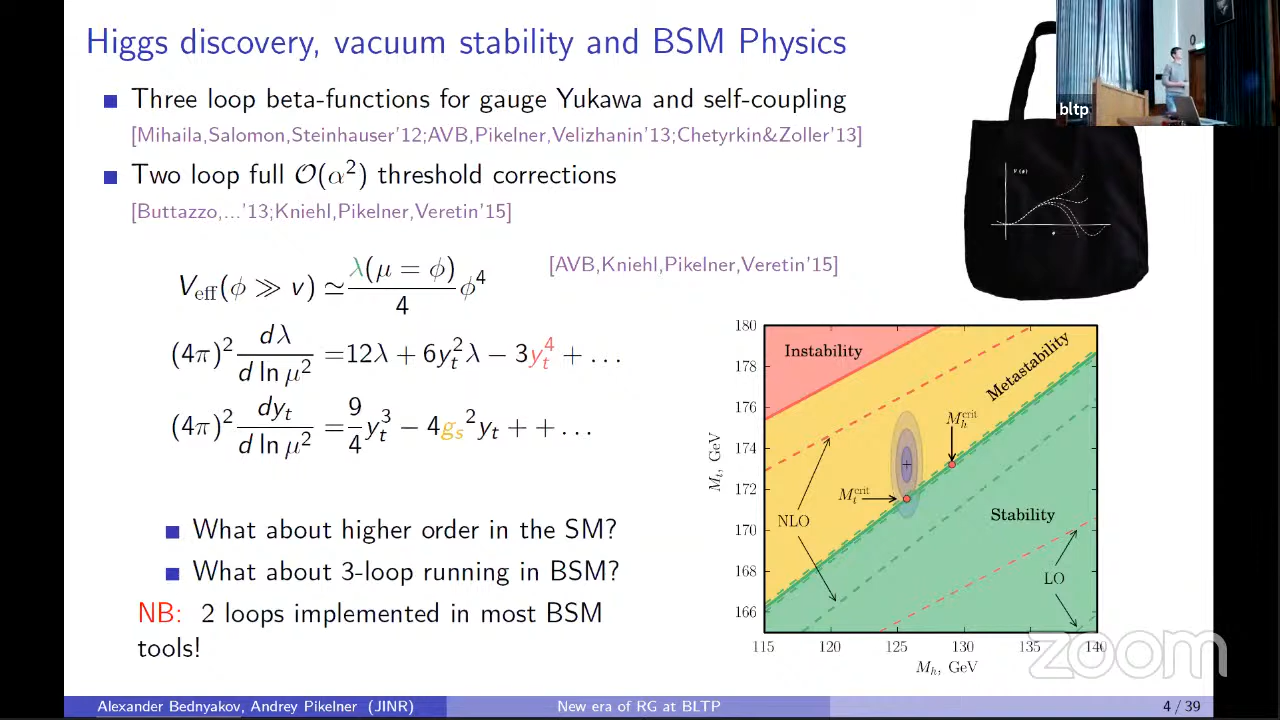 Higgs discovery, vacuum stability and BSM Physics
bltp
■ Three loop beta-functions for gauge Yukawa and self-coupling
[Mihaila,Salomon,Steinhauser'12;AVB,Pikelner,Velizhanin'13;Chetyrkin&Zoller'13]
■ Two loop full O(α²) threshold corrections
[Buttazzo,...'13;Kniehl,Pikelner,Veretin'15]
V(φ)
φ
V_eff(φ ≫ v) ≃ λ(μ = φ)/4 φ⁴
[AVB,Kniehl,Pikelner,Veretin'15]
(4π)² dλ/d ln μ² =12λ + 6y_t²λ − 3y_t⁴ + ...
(4π)² dy_t/d ln μ² = 9/4 y_t³ − 4g_s²y_t + + ...
■ What about higher order in the SM?
■ What about 3-loop running in BSM?
NB: 2 loops implemented in most BSM
tools!
180
178
176
174
172
170
168
166
M_t, GeV
Instability
Metastability
M_h^crit
M_t^crit
NLO
Stability
LO
115 120 125 130 135 140
M_h, GeV
zoom
Alexander Bednyakov, Andrey Pikelner (JINR) New era of RG at BLTP 4 / 39